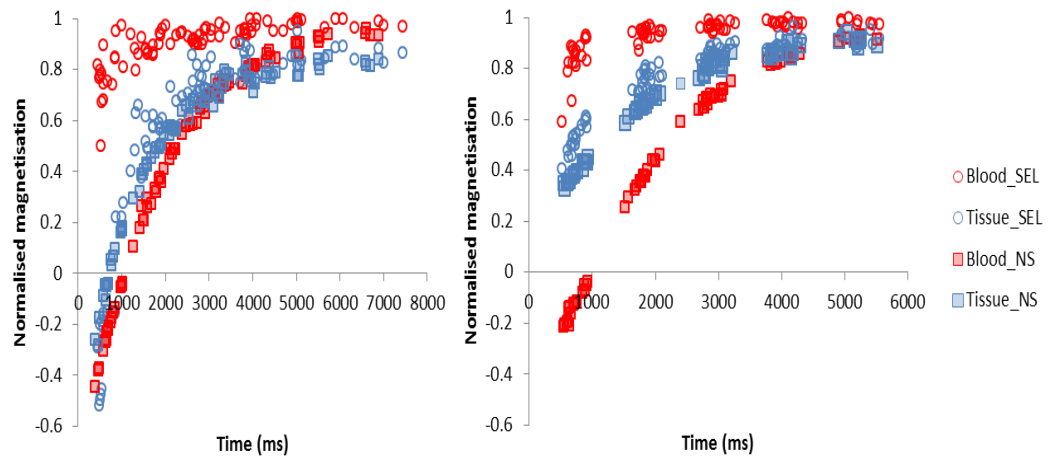 1
0.8
0.6
0.4
0.2
0
-0.2
-0.4
-0.6
0 1000 2000 3000 4000 5000 6000 7000 8000
Normalised magnetisation
Time (ms)
1
0.8
0.6
0.4
0.2
0
-0.2
-0.4
-0.6
0 1000 2000 3000 4000 5000 6000
Normalised magnetisation
Time (ms)
Blood_SEL
Tissue_SEL
Blood_NS
Tissue_NS